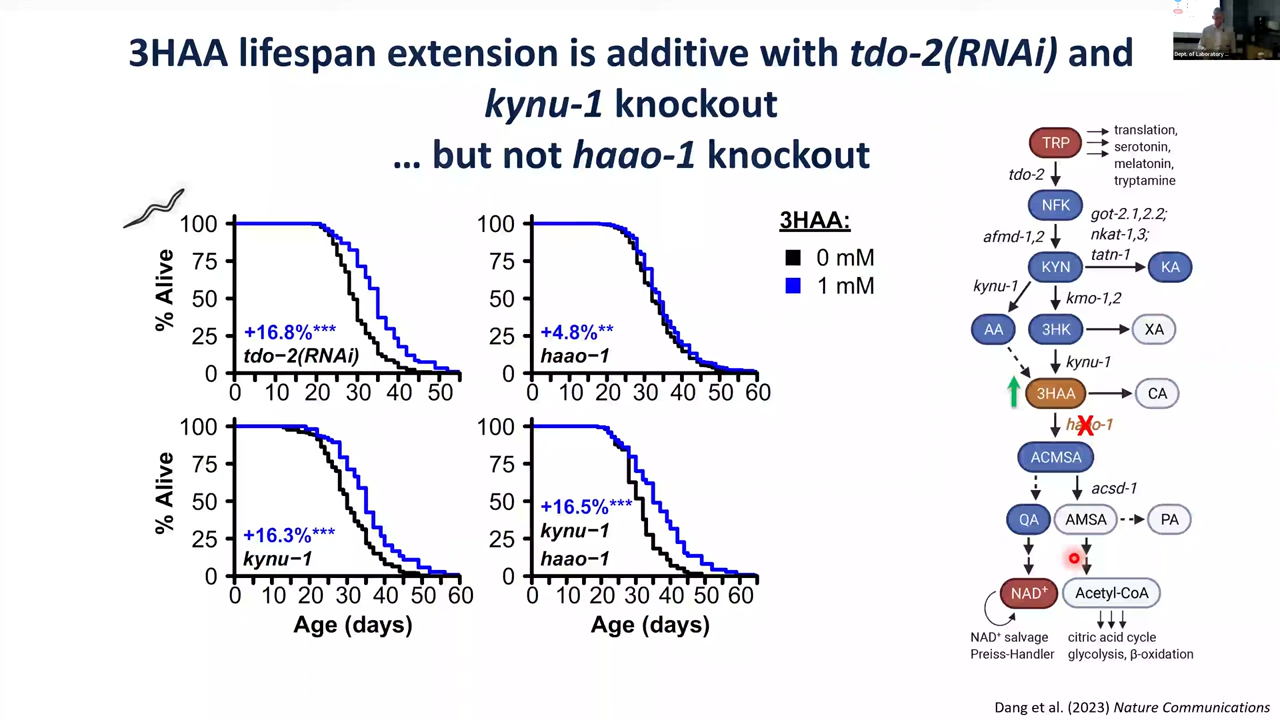 3HAA lifespan extension is additive with tdo-2(RNAi) and
kynu-1 knockout
… but not haao-1 knockout
Dept. of Laboratory ...
% Alive
100
75
50
25
0
+16.8%***
tdo−2(RNAi)
0 10 20 30 40 50
100
75
50
25
0
+4.8%**
haao−1
0 10 20 30 40 50 60
3HAA:
0 mM
1 mM
% Alive
100
75
50
25
0
+16.3%***
kynu−1
0 10 20 30 40 50 60
Age (days)
100
75
50
25
0
+16.5%***
kynu−1
haao−1
0 10 20 30 40 50 60
Age (days)
TRP
translation,
serotonin,
melatonin,
tryptamine
tdo-2
NFK
got-2.1,2.2;
nkat-1,3;
tatn-1
afmd-1,2
KYN
KA
kynu-1
kmo-1,2
AA
3HK
XA
kynu-1
3HAA
CA
haao-1
X
ACMSA
acsd-1
QA
AMSA
PA
NAD+
Acetyl-CoA
NAD+ salvage
Preiss-Handler
citric acid cycle
glycolysis, β-oxidation
Dang et al. (2023) Nature Communications